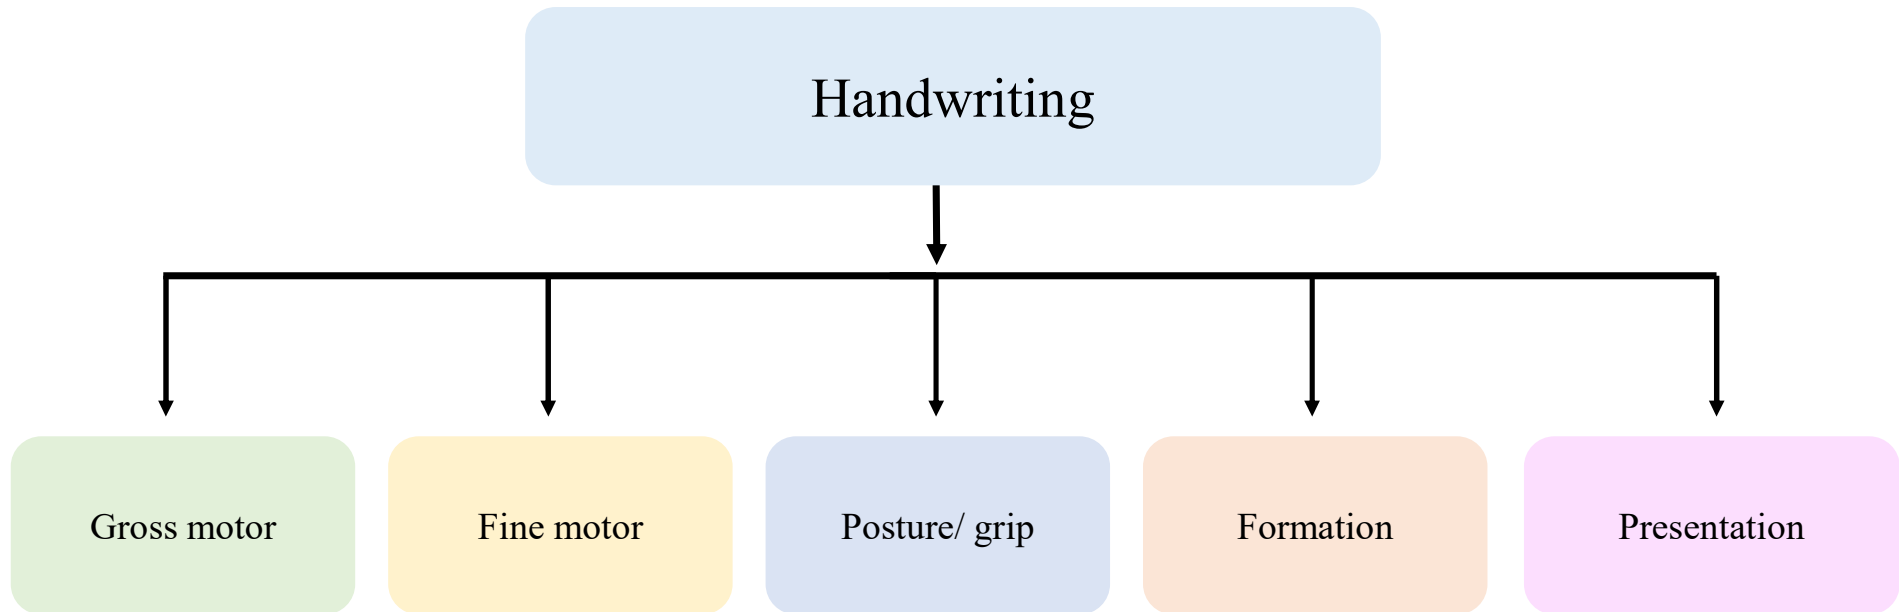 Handwriting
Gross motor
Fine motor
Posture/ grip
Formation
Presentation